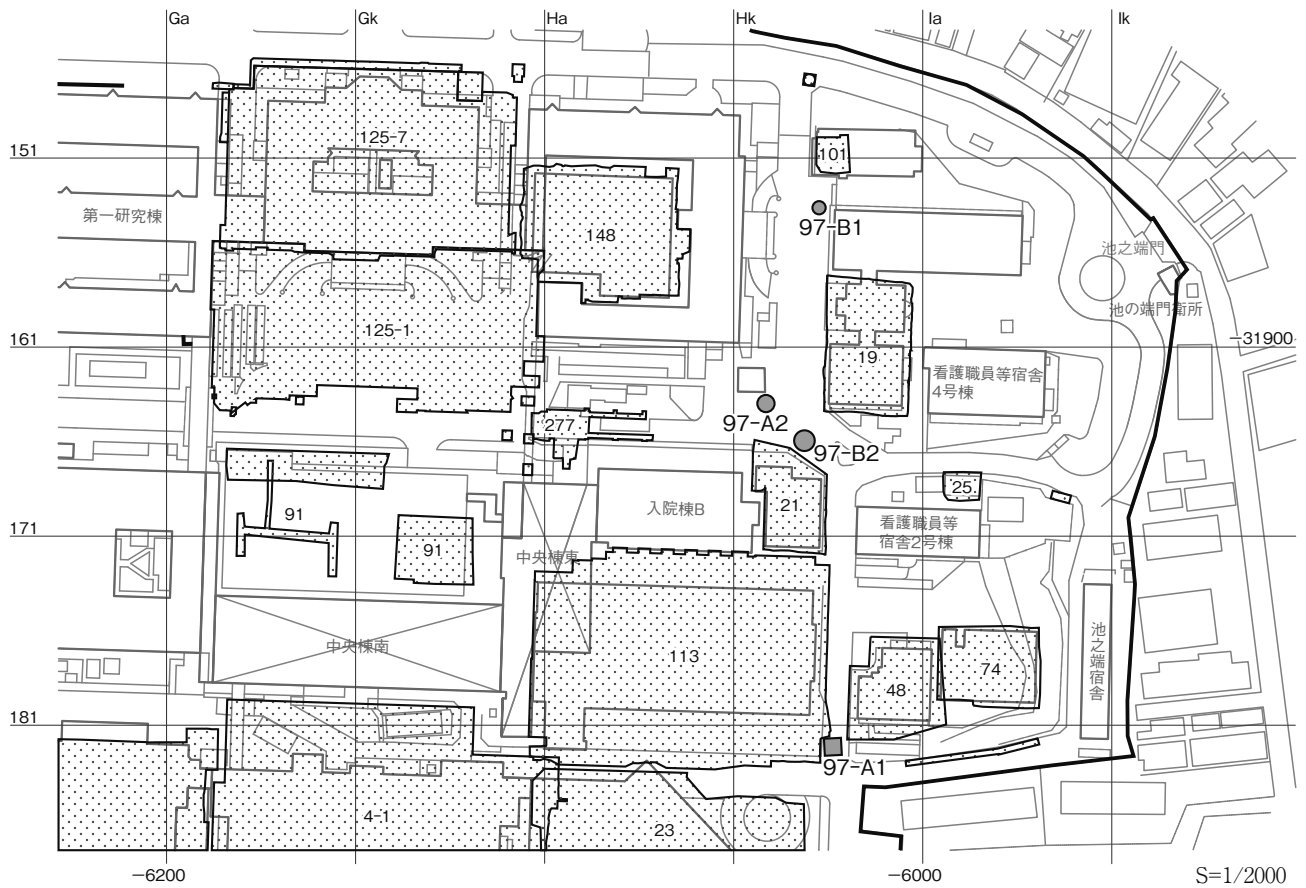 Ga
Gk
Ha
Hk
Ia
Ik
125-7
101
151
第一研究棟
97-B1
148
池之端門
池の端門衛所
125-1
161
-31900
19
看護職員等宿舎
4号棟
97-A2
277
97-B2
25
入院棟B
21
91
看護職員等
宿舎2号棟
171
91
中央棟東
中央棟南
113
池之端宿舎
74
48
181
97-A1
4-1
23
-6200
-6000
S=1/2000